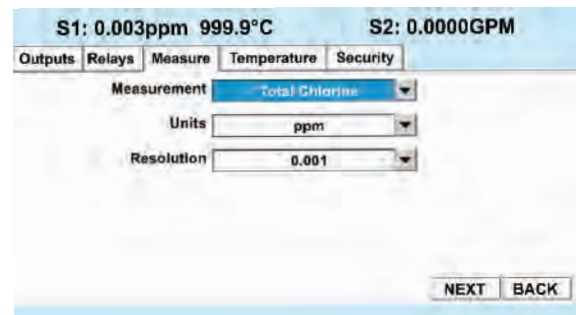 S1: 0.003ppm 999.9°C S2: 0.0000GPM
Outputs Relays Measure Temperature Security
Measurement Total Chlorine
Units ppm
Resolution 0.001
NEXT BACK